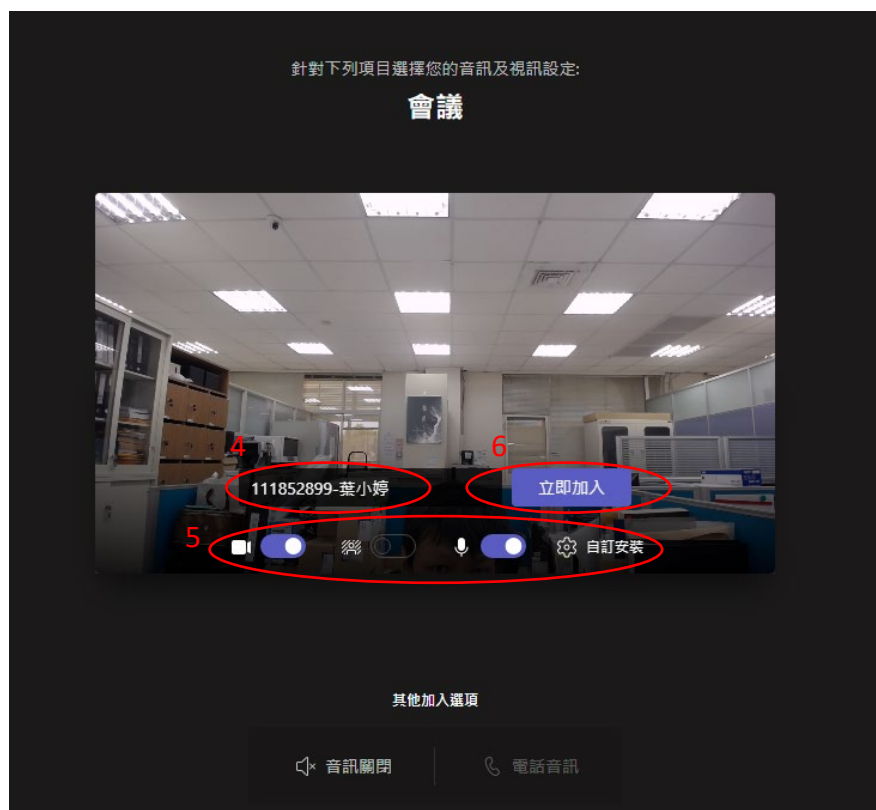 針對下列項目選擇您的音訊及視訊設定:
會議
4
6
111852899-葉小婷
立即加入
5
自訂安裝
其他加入選項
音訊關閉
電話音訊